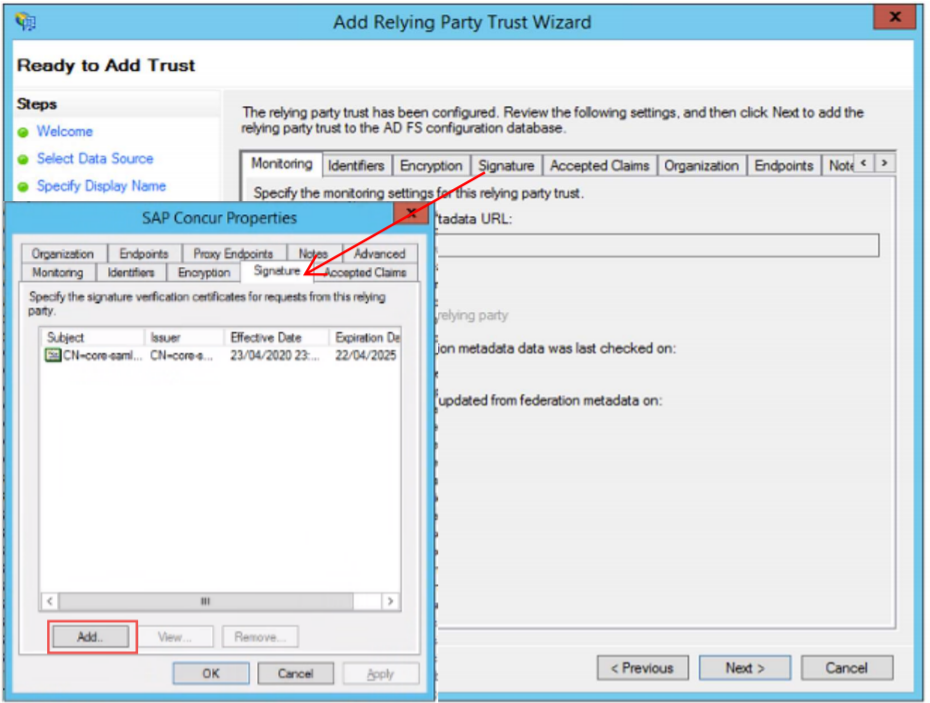 Add Relying Party Trust Wizard
Ready to Add Trust
Steps
Welcome
Select Data Source
Specify Display Name
The relying party trust has been configured. Review the following settings, and then click Next to add the
relying party trust to the AD FS configuration database.
Monitoring Identifiers Encryption Signature Accepted Claims Organization Endpoints Note
Specify the monitoring settings for this relying party trust.
tadata URL:
relying party
ion metadata data was last checked on:
updated from federation metadata on:
< Previous Next > Cancel
SAP Concur Properties
Organization Endpoints Proxy Endpoints Notes Advanced
Monitoring Identifiers Encryption Signature Accepted Claims
Specify the signature verification certificates for requests from this relying
party.
Subject Issuer Effective Date Expiration Da
CN=core-saml... CN=core-s... 23/04/2020 23:... 22/04/2025
Add.. View... Remove...
OK Cancel Apply